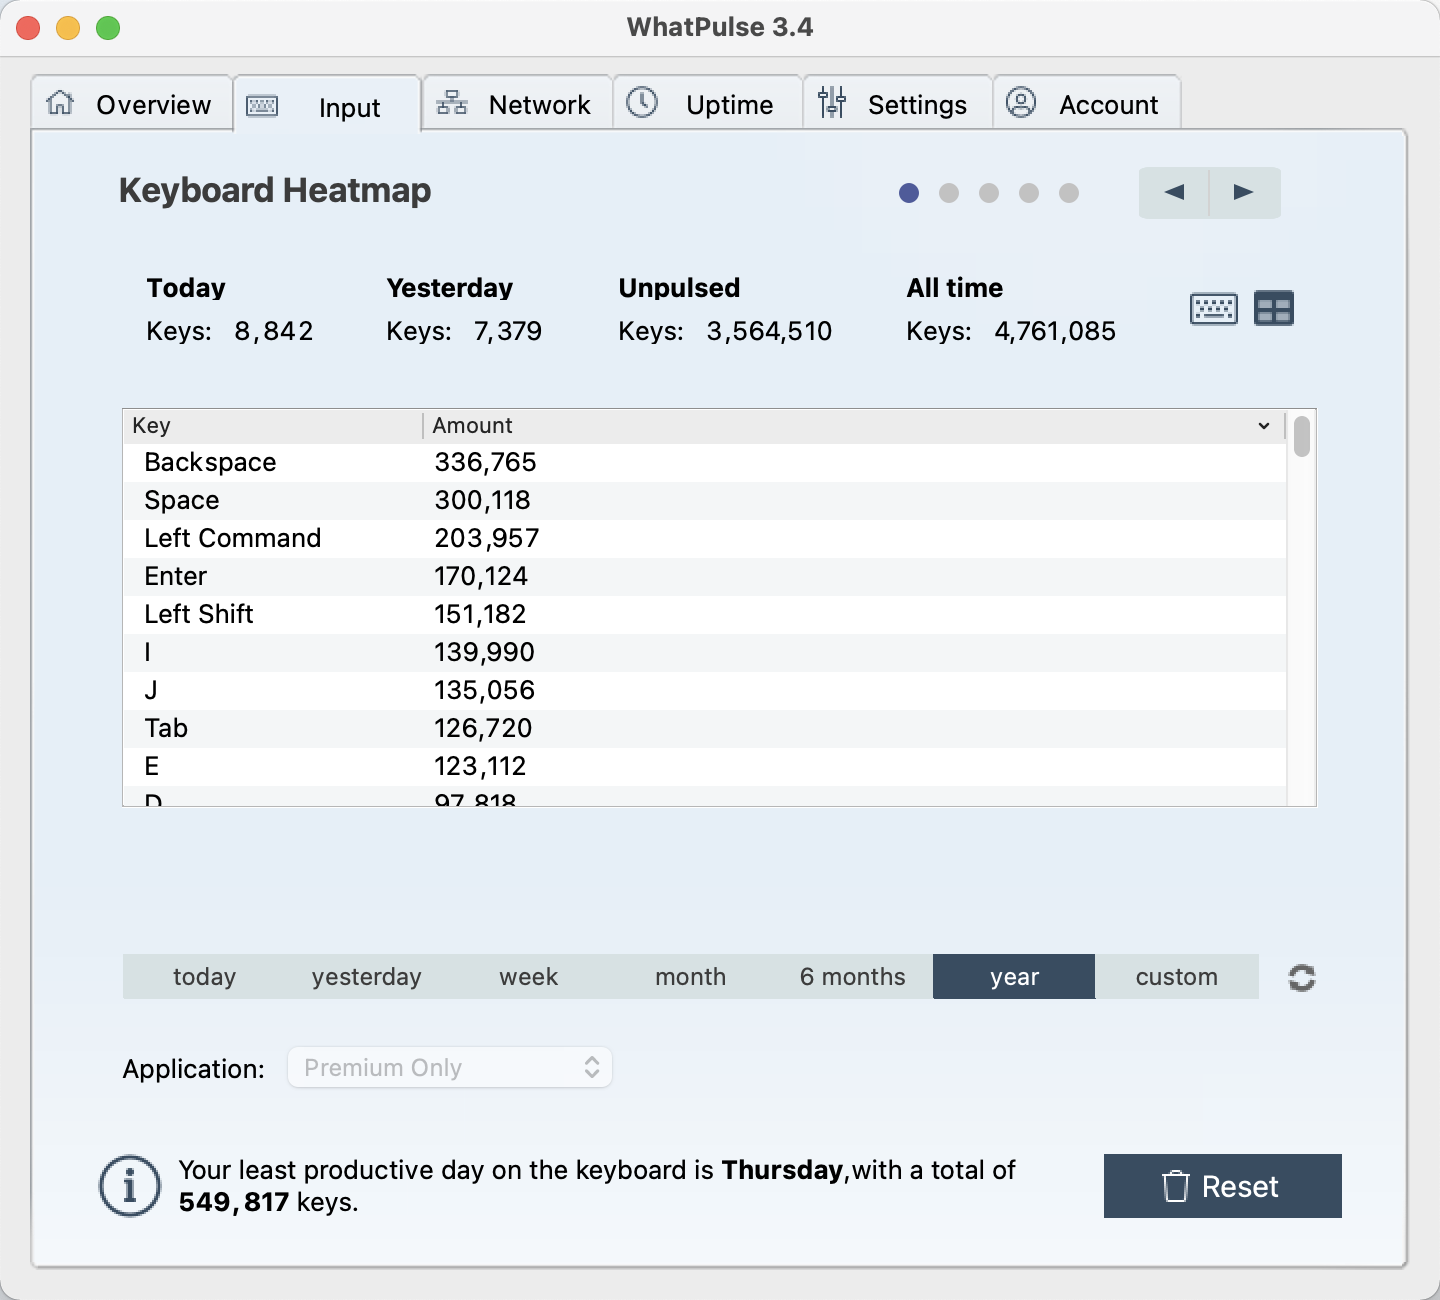 WhatPulse 3.4
Overview Input Network Uptime Settings Account
Keyboard Heatmap
Today Yesterday Unpulsed All time
Keys: 8,842 Keys: 7,379 Keys: 3,564,510 Keys: 4,761,085
Key Amount
Backspace 336,765
Space 300,118
Left Command 203,957
Enter 170,124
Left Shift 151,182
I 139,990
J 135,056
Tab 126,720
E 123,112
D 97,818
today yesterday week month 6 months year custom
Application: Premium Only
Your least productive day on the keyboard is Thursday,with a total of
549,817 keys.
Reset